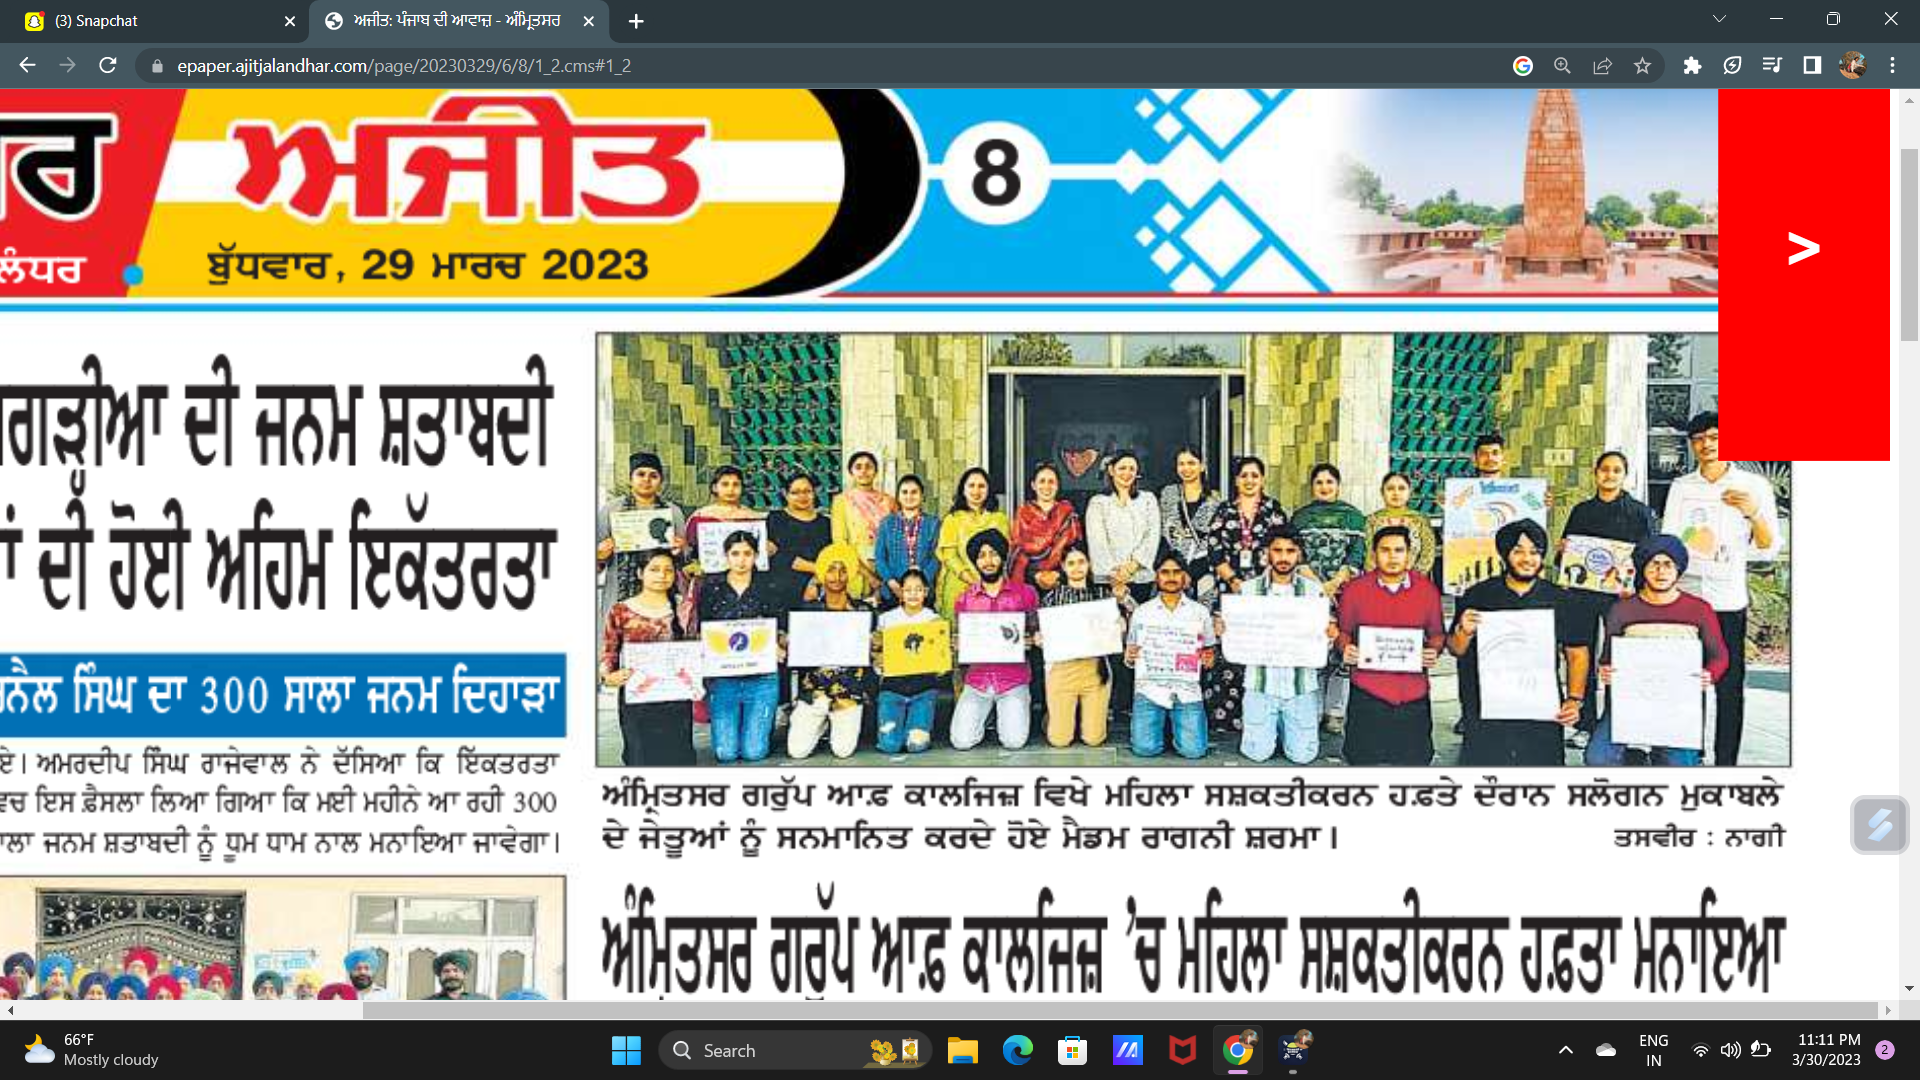 (3) Snapchat
ਅਜੀਤ: ਪੰਜਾਬ ਦੀ ਆਵਾਜ਼ - ਅੰਮ੍ਰਿਤਸਰ
epaper.ajitjalandhar.com/page/20230329/6/8/1_2.cms#1_2
ਰ ਅਜੀਤ 8
ਲੰਧਰ
ਬੁੱਧਵਾਰ, 29 ਮਾਰਚ 2023
>
ਗੜ੍ਹੀਆ ਦੀ ਜਨਮ ਸ਼ਤਾਬਦੀ
ਾਂ ਦੀ ਹੋਈ ਅਹਿਮ ਇਕੱਤਰਤਾ
ਨੈਲ ਸਿੰਘ ਦਾ 300 ਸਾਲਾ ਜਨਮ ਦਿਹਾੜਾ
ਏ। ਅਮਰਦੀਪ ਸਿੰਘ ਰਾਜੇਵਾਲ ਨੇ ਦੱਸਿਆ ਕਿ ਇੱਕਤਰਤਾ
ਵਚ ਇਸ ਫ਼ੈਸਲਾ ਲਿਆ ਗਿਆ ਕਿ ਮਈ ਮਹੀਨੇ ਆ ਰਹੀ 300
ਾਲਾ ਜਨਮ ਸ਼ਤਾਬਦੀ ਨੂੰ ਧੂਮ ਧਾਮ ਨਾਲ ਮਨਾਇਆ ਜਾਵੇਗਾ।
ਅੰਮ੍ਰਿਤਸਰ ਗਰੁੱਪ ਆਫ਼ ਕਾਲਜਿਜ਼ ਵਿਖੇ ਮਹਿਲਾ ਸਸ਼ਕਤੀਕਰਨ ਹਫ਼ਤੇ ਦੌਰਾਨ ਸਲੋਗਨ ਮੁਕਾਬਲੇ
ਦੇ ਜੇਤੂਆਂ ਨੂੰ ਸਨਮਾਨਿਤ ਕਰਦੇ ਹੋਏ ਮੈਡਮ ਰਾਗਨੀ ਸ਼ਰਮਾ। ਤਸਵੀਰ : ਨਾਗੀ
ਅੰਮ੍ਰਿਤਸਰ ਗਰੁੱਪ ਆਫ਼ ਕਾਲਜਿਜ਼ 'ਚ ਮਹਿਲਾ ਸਸ਼ਕਤੀਕਰਨ ਹਫ਼ਤਾ ਮਨਾਇਆ
66°F
Mostly cloudy
Search
ENG
IN
11:11 PM
3/30/2023
2